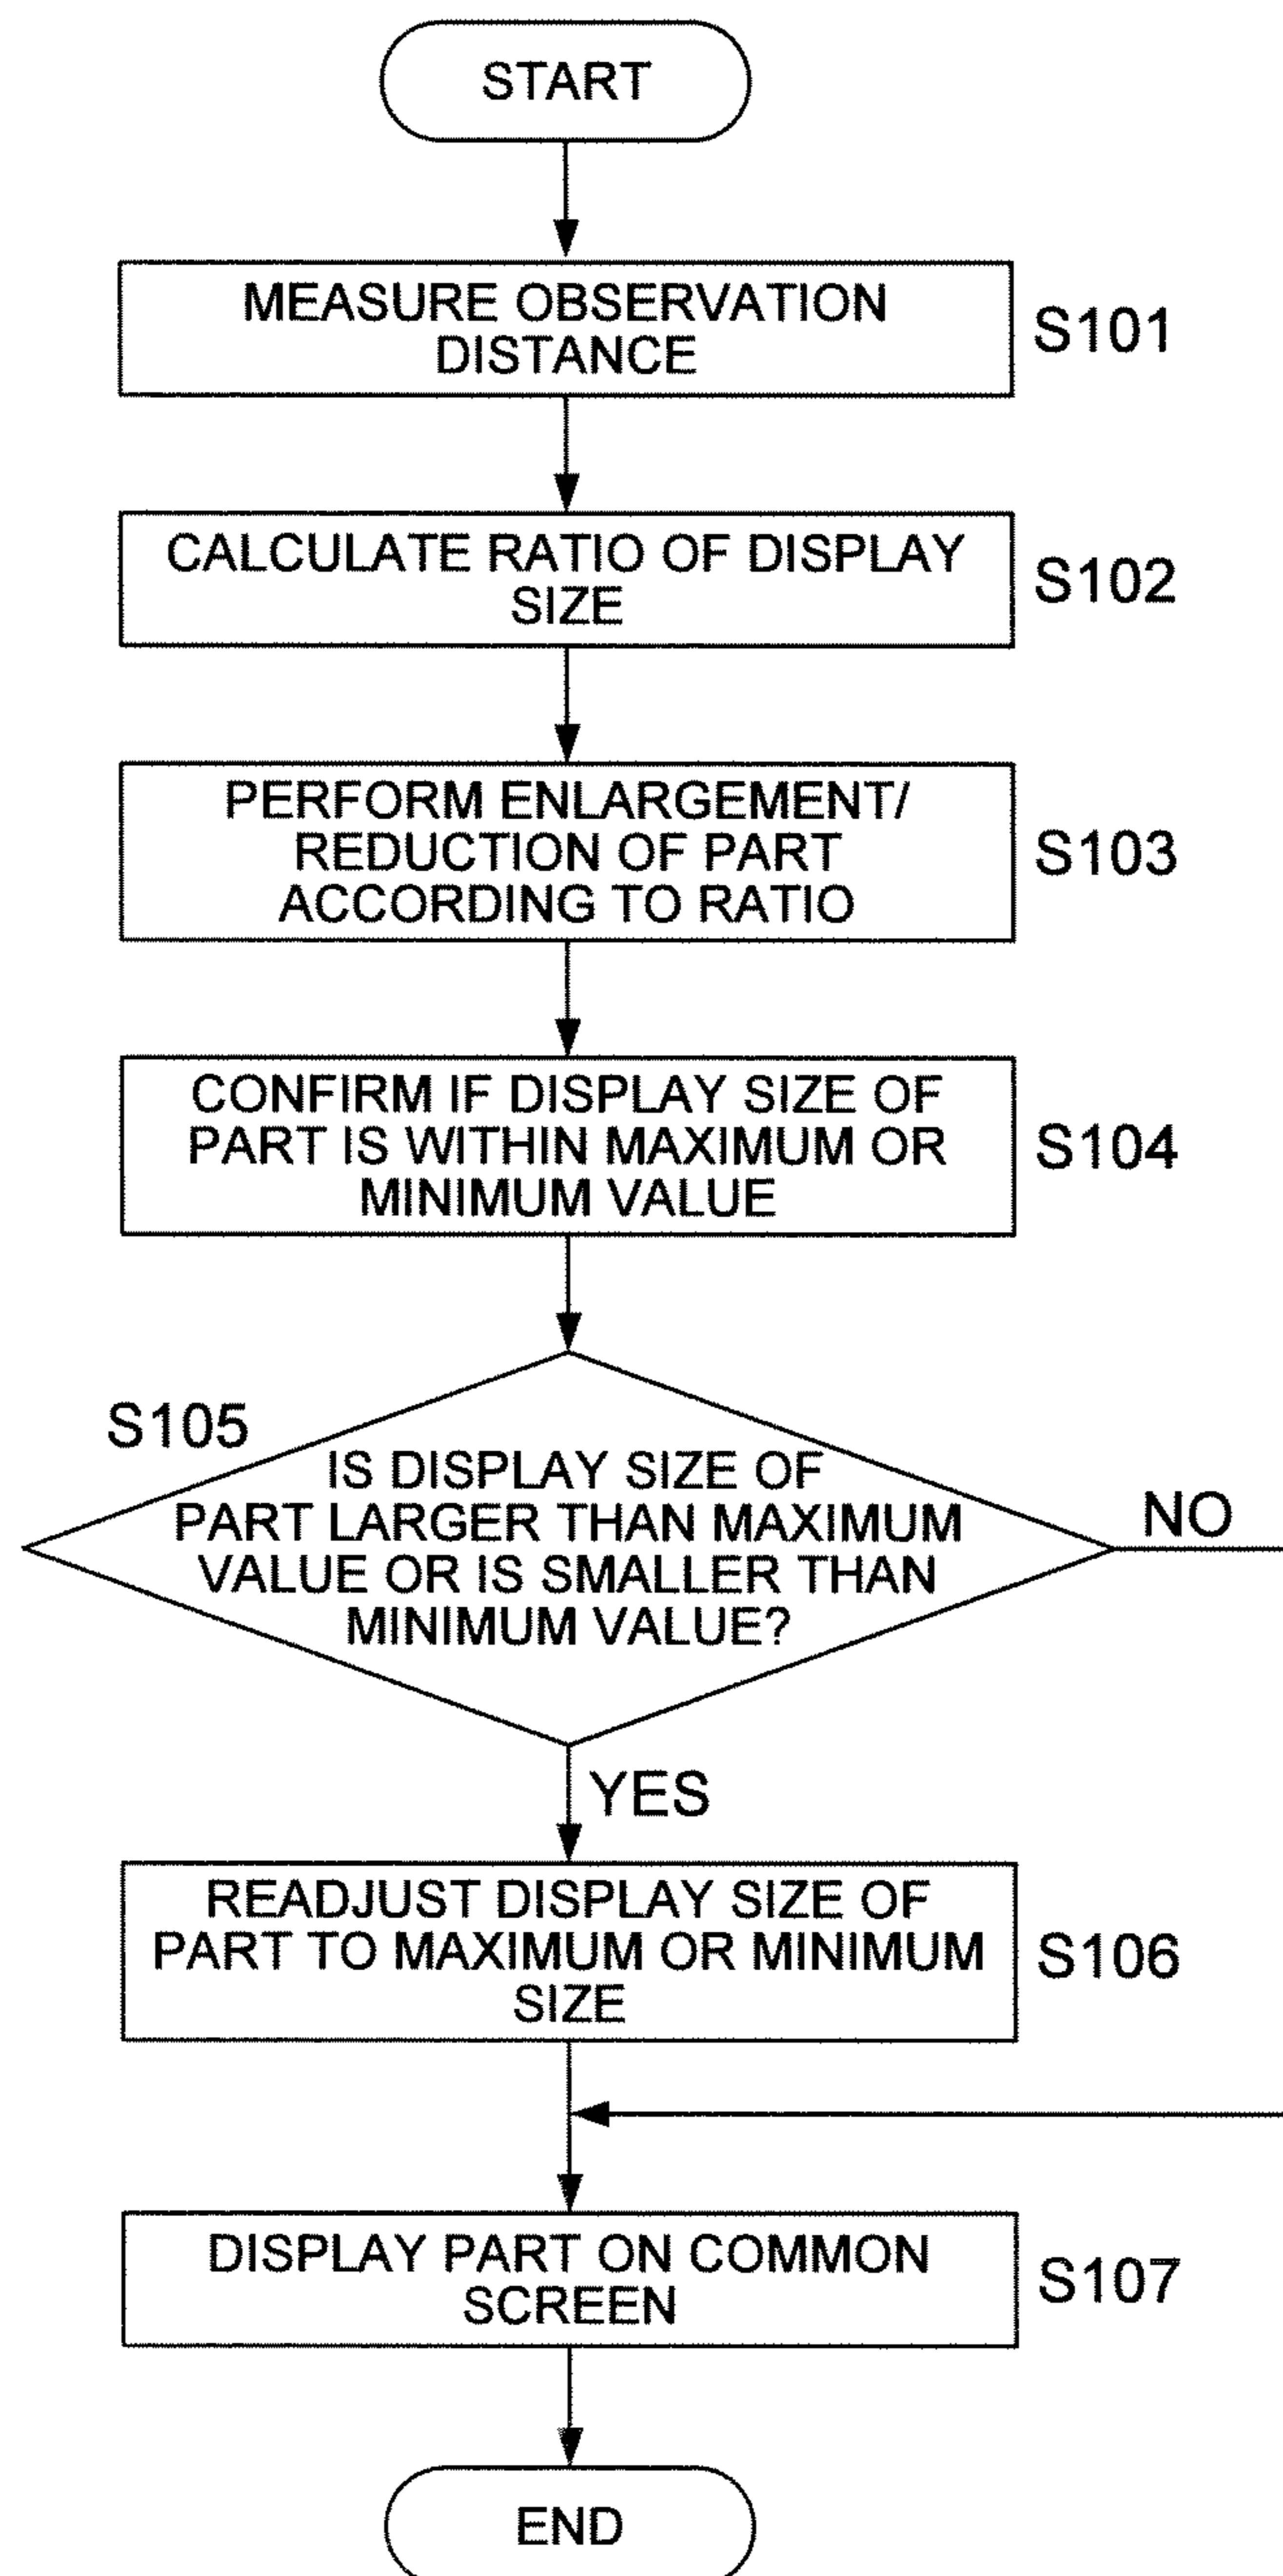 START
MEASURE OBSERVATION
DISTANCE
S101
CALCULATE RATIO OF DISPLAY
SIZE
S102
PERFORM ENLARGEMENT/
REDUCTION OF PART
ACCORDING TO RATIO
S103
CONFIRM IF DISPLAY SIZE OF
PART IS WITHIN MAXIMUM OR
MINIMUM VALUE
S104
S105
IS DISPLAY SIZE OF
PART LARGER THAN MAXIMUM
VALUE OR IS SMALLER THAN
MINIMUM VALUE?
NO
YES
READJUST DISPLAY SIZE OF
PART TO MAXIMUM OR MINIMUM
SIZE
S106
DISPLAY PART ON COMMON
SCREEN
S107
END